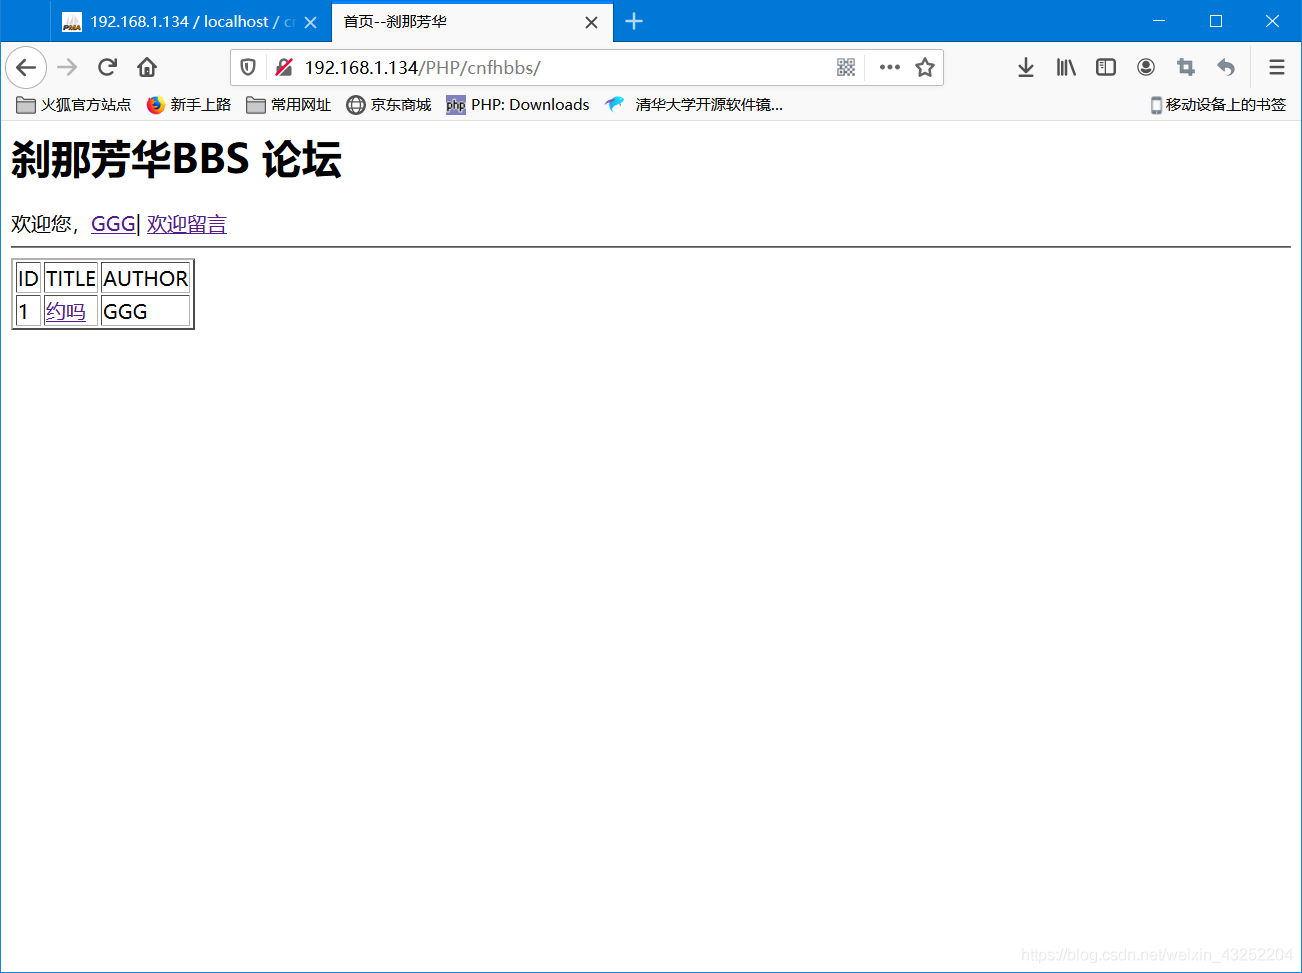 192.168.1.134 / localhost / cn
首页--刹那芳华
192.168.1.134/PHP/cnfhbbs/
火狐官方站点 新手上路 常用网址 京东商城 php PHP: Downloads 清华大学开源软件镜... 移动设备上的书签
刹那芳华BBS 论坛
欢迎您，GGG| 欢迎留言
ID TITLE AUTHOR
1 约吗 GGG
https://blog.csdn.net/weixin_43252204